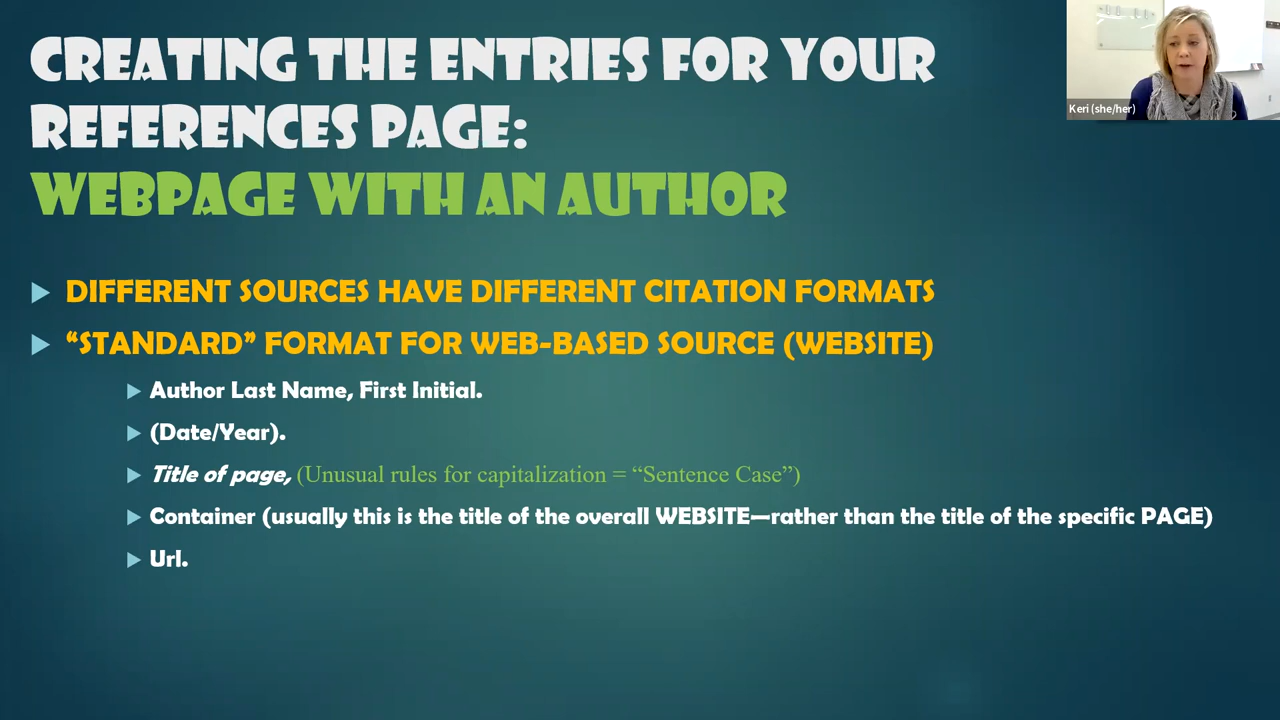 CREATING THE ENTRIES FOR YOUR
REFERENCES PAGE:
WEBPAGE WITH AN AUTHOR
Keri (she/her)
DIFFERENT SOURCES HAVE DIFFERENT CITATION FORMATS
“STANDARD” FORMAT FOR WEB-BASED SOURCE (WEBSITE)
Author Last Name, First Initial.
(Date/Year).
Title of page, (Unusual rules for capitalization = “Sentence Case”)
Container (usually this is the title of the overall WEBSITE—rather than the title of the specific PAGE)
Url.